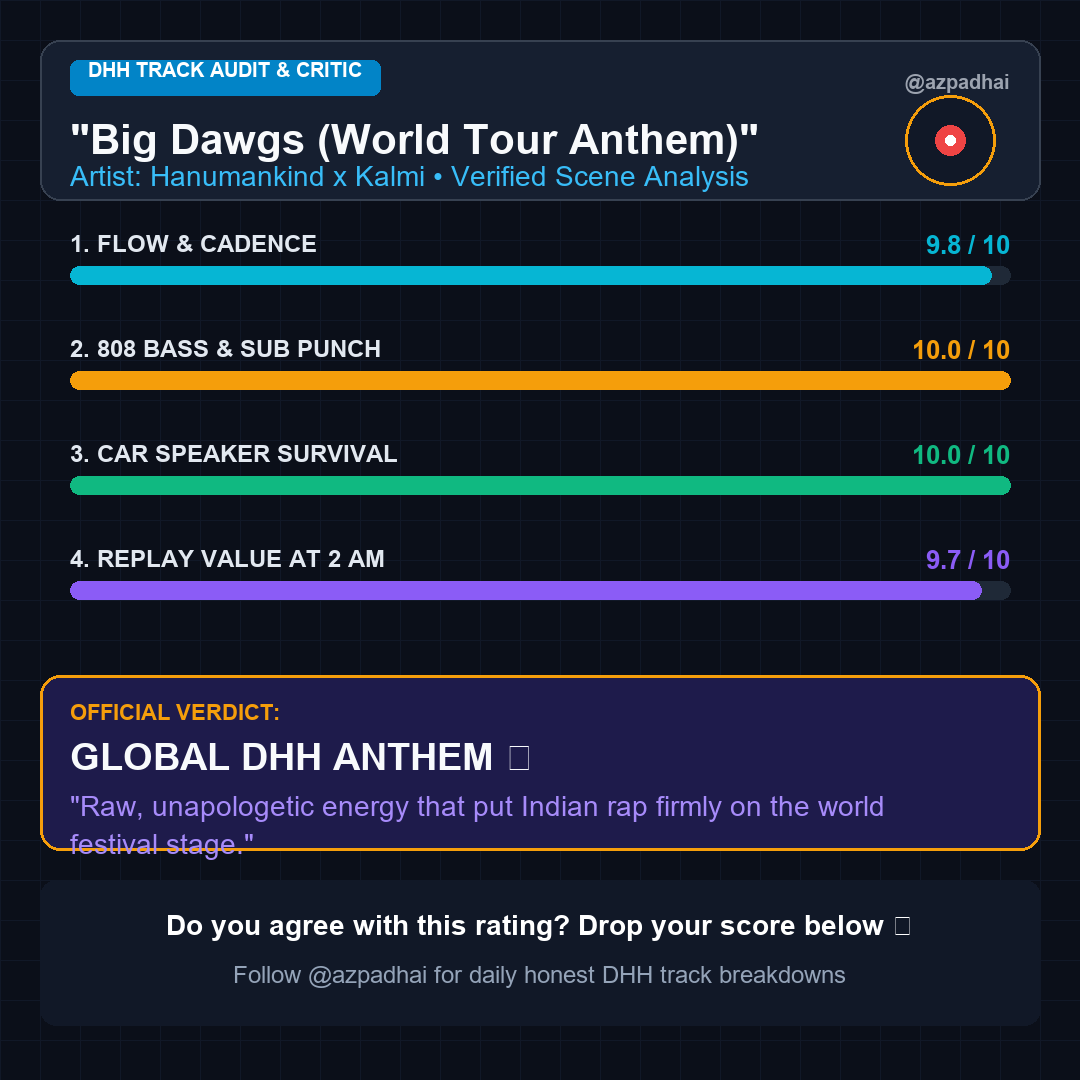 DHH TRACK AUDIT & CRITIC
@azpadhai
"Big Dawgs (World Tour Anthem)"
Artist: Hanumankind x Kalmi • Verified Scene Analysis
1. FLOW & CADENCE
9.8 / 10
2. 808 BASS & SUB PUNCH
10.0 / 10
3. CAR SPEAKER SURVIVAL
10.0 / 10
4. REPLAY VALUE AT 2 AM
9.7 / 10
OFFICIAL VERDICT:
GLOBAL DHH ANTHEM
"Raw, unapologetic energy that put Indian rap firmly on the world
festival stage."
Do you agree with this rating? Drop your score below
Follow @azpadhai for daily honest DHH track breakdowns